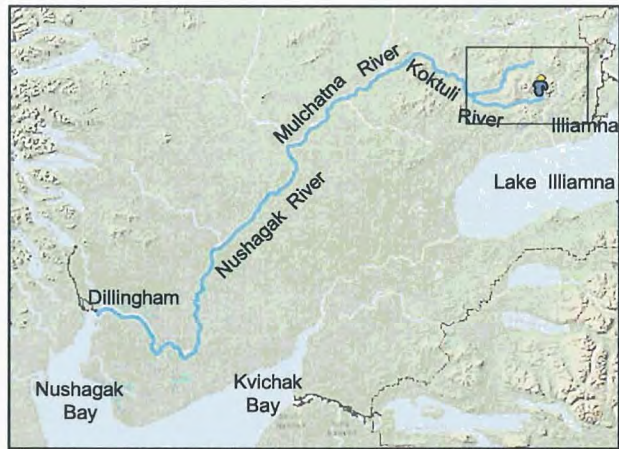 Mulchatna River
Koktuli River
Illiamna
Lake Illiamna
Nushagak River
Dillingham
Nushagak
Bay
Kvichak
Bay